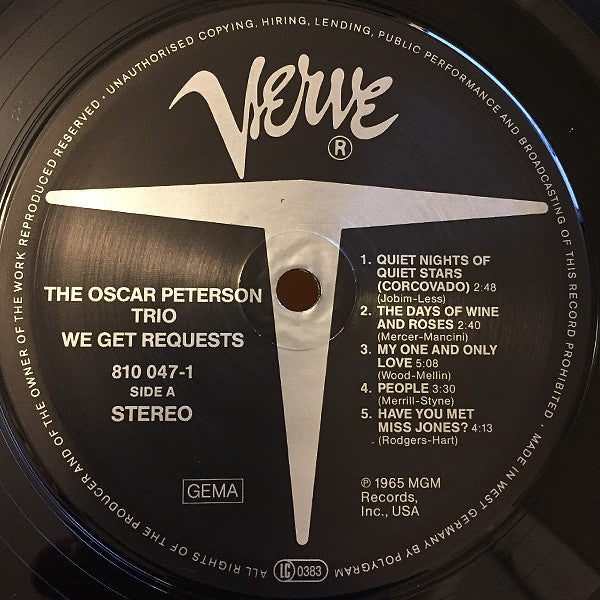 Verve
®
THE OSCAR PETERSON
TRIO
WE GET REQUESTS
810 047-1
SIDE A
STEREO
GEMA
1. QUIET NIGHTS OF
QUIET STARS
(CORCOVADO) 2:48
(Jobim-Less)
2. THE DAYS OF WINE
AND ROSES 2:40
(Mercer-Mancini)
3. MY ONE AND ONLY
LOVE 5:08
(Wood-Mellin)
4. PEOPLE 3:30
(Merrill-Styne)
5. HAVE YOU MET
MISS JONES? 4:13
(Rodgers-Hart)
℗ 1965 MGM
Records,
Inc., USA
ALL RIGHTS OF THE PRODUCER AND OF THE OWNER OF THE WORK REPRODUCED RESERVED · UNAUTHORISED COPYING, HIRING, LENDING, PUBLIC PERFORMANCE AND BROADCASTING OF THIS RECORD PROHIBITED · MADE IN WEST GERMANY BY POLYGRAM
LC 0383